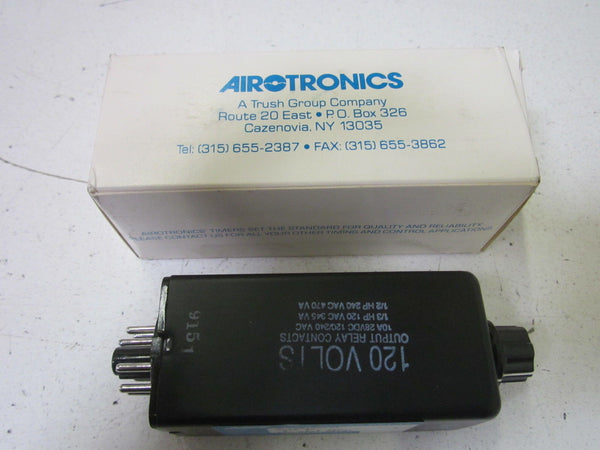 AIROTRONICS
A Trush Group Company
Route 20 East • P.O. Box 326
Cazenovia, NY 13035
Tel: (315) 655-2387 • FAX: (315) 655-3862
AIROTRONICS' TIMERS SET THE STANDARD FOR QUALITY AND RELIABILITY
PLEASE CONTACT US FOR ALL YOUR OTHER TIMING AND CONTROL APPLICATIONS
120 VOLTS
OUTPUT RELAY CONTACTS
10A 28VDC 120/240 VAC
1/3 HP 120 VAC 345 VA
1/2 HP 240 VAC 470 VA
9151